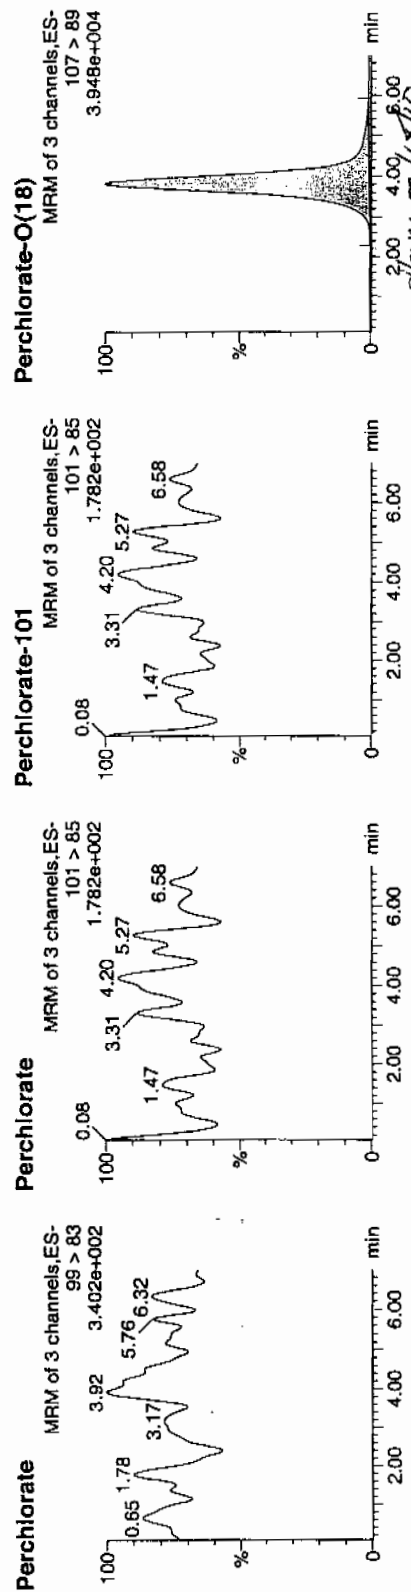 Perchlorate
MRM of 3 channels,ES-
99 > 83
3.402e+002
100
%
0
0.65
1.78
3.17
3.92
5.76
6.32
2.00
4.00
6.00
min
Perchlorate
MRM of 3 channels,ES-
101 > 85
1.782e+002
100
%
0
0.08
1.47
3.31
4.20
5.27
6.58
2.00
4.00
6.00
min
Perchlorate-101
MRM of 3 channels,ES-
101 > 85
1.782e+002
100
%
0
0.08
1.47
3.31
4.20
5.27
6.58
2.00
4.00
6.00
min
Perchlorate-O(18)
MRM of 3 channels,ES-
107 > 89
3.948e+004
100
%
0
2.00
4.00
6.00
min